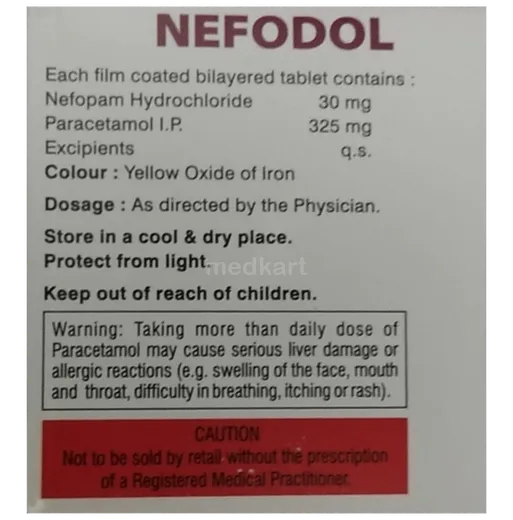 NEFODOL
Each film coated bilayered tablet contains :
Nefopam Hydrochloride 30 mg
Paracetamol I.P. 325 mg
Excipients q.s.
Colour : Yellow Oxide of Iron
Dosage : As directed by the Physician.
Store in a cool & dry place.
Protect from light.
medkart
Keep out of reach of children.
Warning: Taking more than daily dose of
Paracetamol may cause serious liver damage or
allergic reactions (e.g. swelling of the face, mouth
and throat, difficulty in breathing, itching or rash).
CAUTION
Not to be sold by retail without the prescription
of a Registered Medical Practitioner.